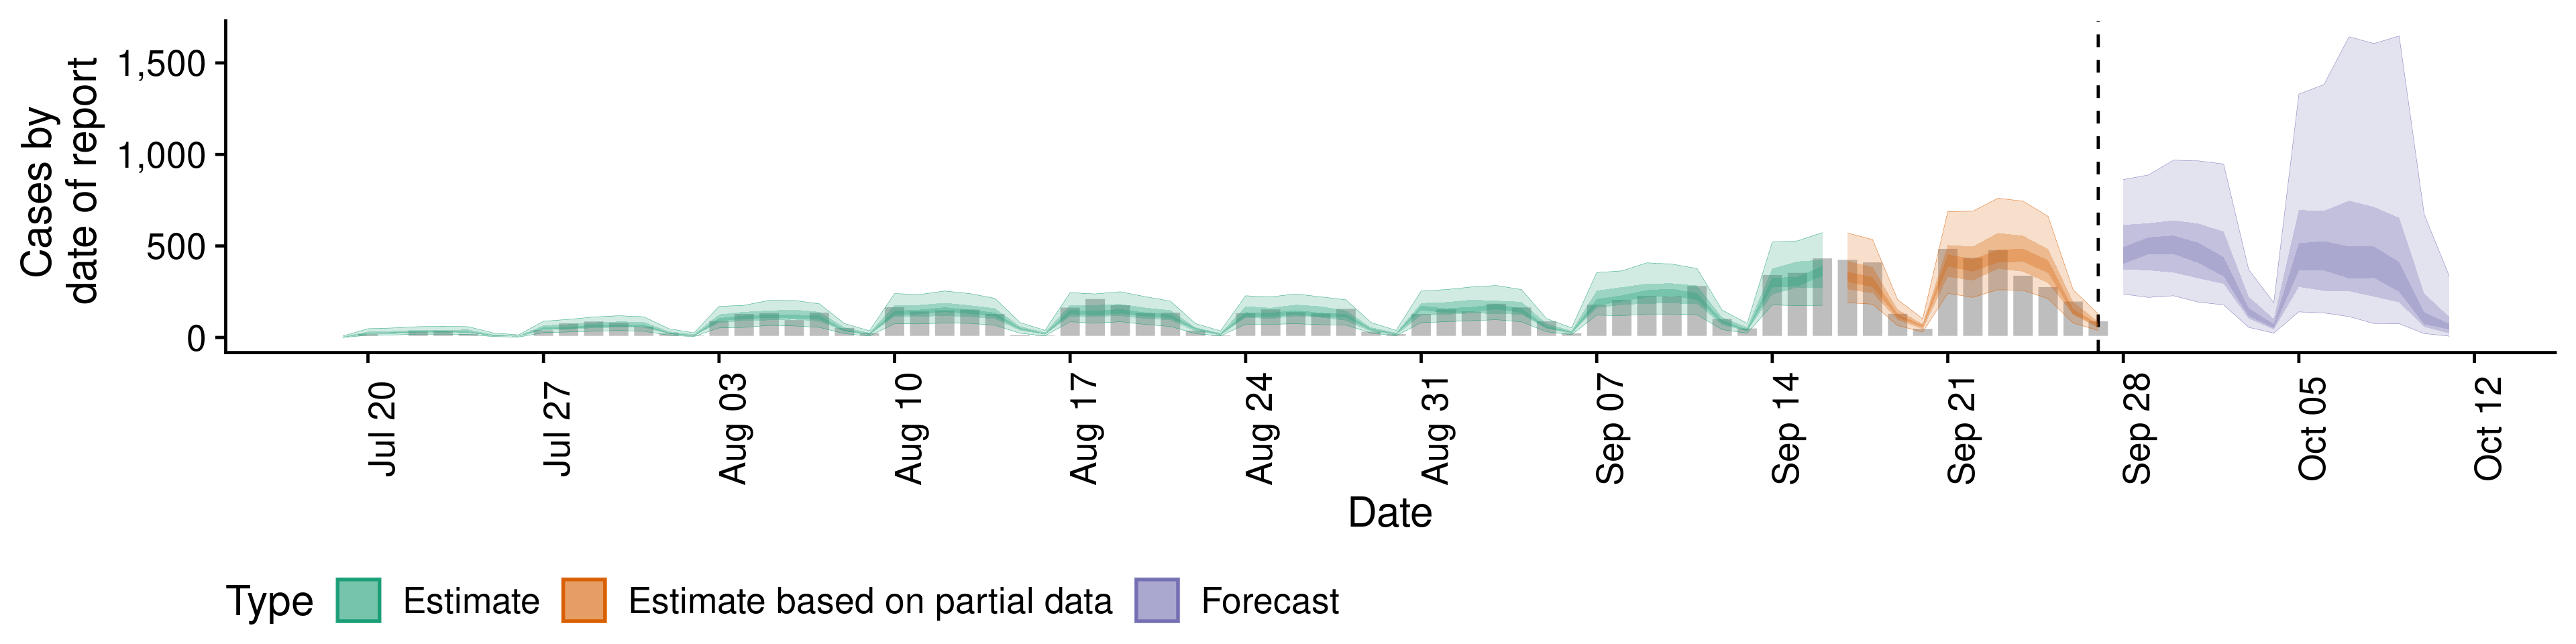 Cases by
date of report
1,500
1,000
500
0
Jul 20
Jul 27
Aug 03
Aug 10
Aug 17
Aug 24
Aug 31
Sep 07
Sep 14
Sep 21
Sep 28
Oct 05
Oct 12
Date
Type Estimate Estimate based on partial data Forecast